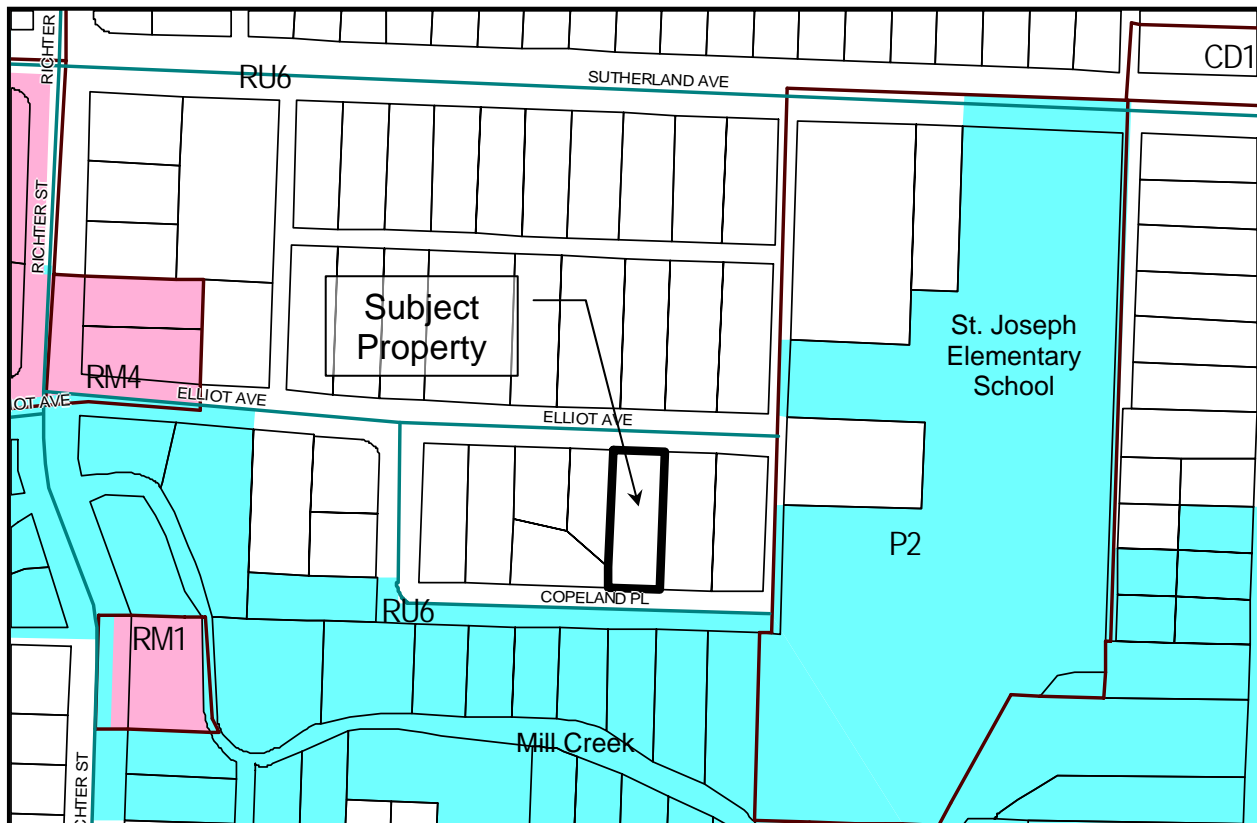 RICHTER
CD1
RU6
SUTHERLAND AVE
RICHTER ST
Subject
Property
St. Joseph
Elementary
School
RM4
ELLIOT AVE
OT AVE
ELLIOT AVE
P2
COPELAND PL
RU6
RM1
Mill Creek
CHTER ST